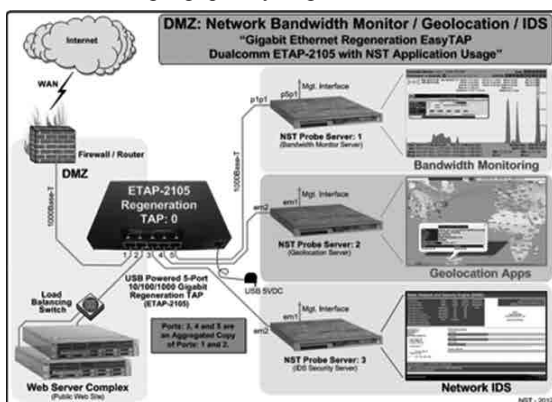 DMZ: Network Bandwidth Monitor / Geolocation / IDS
"Gigabit Ethernet Regeneration EasyTAP
Dualcomm ETAP-2105 with NST Application Usage"
Internet
WAN
Firewall / Router
DMZ
1000Base-T
ETAP-2105
Regeneration
TAP: 0
1 2 3 4 5
USB Powered 5-Port
10/100/1000 Gigabit
Regeneration TAP
(ETAP-2105)
USB 5VDC
Load
Balancing
Switch
Ports: 3, 4 and 5 are
an Aggregated Copy
of Ports: 1 and 2.
Web Server Complex
(Public Web Site)
1000Base-T
p1p1
p5p1
Mgt. Interface
NST Probe Server: 1
(Bandwidth Monitor Server)
Bandwidth Monitoring
em2
em1
Mgt. Interface
NST Probe Server: 2
(Geolocation Server)
Geolocation Apps
em2
em1
Mgt. Interface
NST Probe Server: 3
(IDS Security Server)
Network IDS